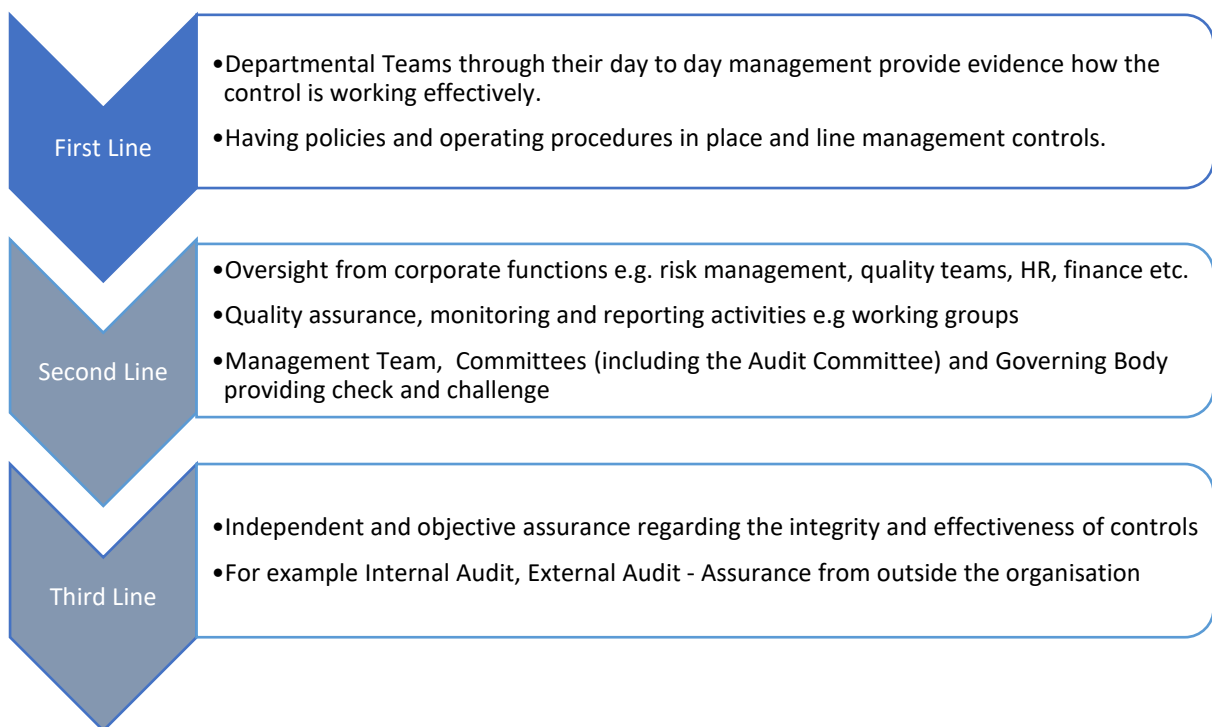 First Line
•Departmental Teams through their day to day management provide evidence how the
control is working effectively.
•Having policies and operating procedures in place and line management controls.
Second Line
•Oversight from corporate functions e.g. risk management, quality teams, HR, finance etc.
•Quality assurance, monitoring and reporting activities e.g working groups
•Management Team,  Committees (including the Audit Committee) and Governing Body
providing check and challenge
Third Line
•Independent and objective assurance regarding the integrity and effectiveness of controls
•For example Internal Audit, External Audit - Assurance from outside the organisation